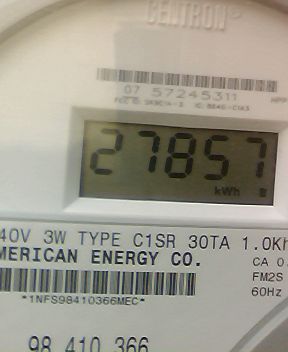 CENTRON®
07 57245311
27857
kWh
40V 3W TYPE C1SR 30TA 1.0Kh
MERICAN ENERGY CO.
CA 0.
FM2S
60Hz
*1NFS98410366MEC*
98 410 366